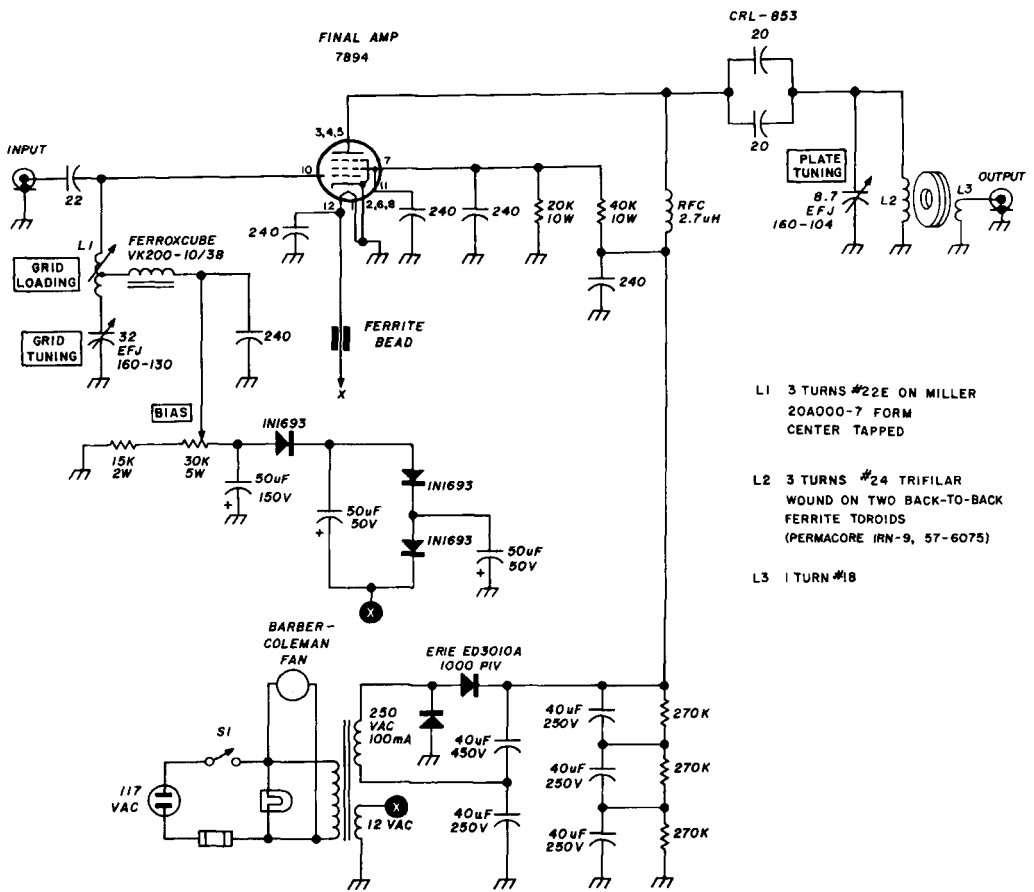 FINAL AMP
7894
CRL-853
20
20
INPUT
22
10
3,4,5
7
11
12
1
2,6,8
240
240
240
20K
10W
40K
10W
240
RFC
2.7uH
PLATE
TUNING
8.7
EFJ
160-104
L2
L3
OUTPUT
L1
GRID
LOADING
FERROXCUBE
VK200-10/38
GRID
TUNING
32
EFJ
160-130
240
FERRITE
BEAD
X
BIAS
15K
2W
30K
5W
IN1693
50uF
150V
+
50uF
50V
+
IN1693
IN1693
50uF
50V
+
X
L1 3 TURNS #22E ON MILLER
20A000-7 FORM
CENTER TAPPED
L2 3 TURNS #24 TRIFILAR
WOUND ON TWO BACK-TO-BACK
FERRITE TOROIDS
(PERMACORE IRN-9, 57-6075)
L3 1 TURN #18
BARBER-
COLEMAN
FAN
S1
117
VAC
250
VAC
100mA
X
12 VAC
ERIE ED3010A
1000 PIV
40uF
450V
40uF
250V
40uF
250V
40uF
250V
40uF
250V
270K
270K
270K